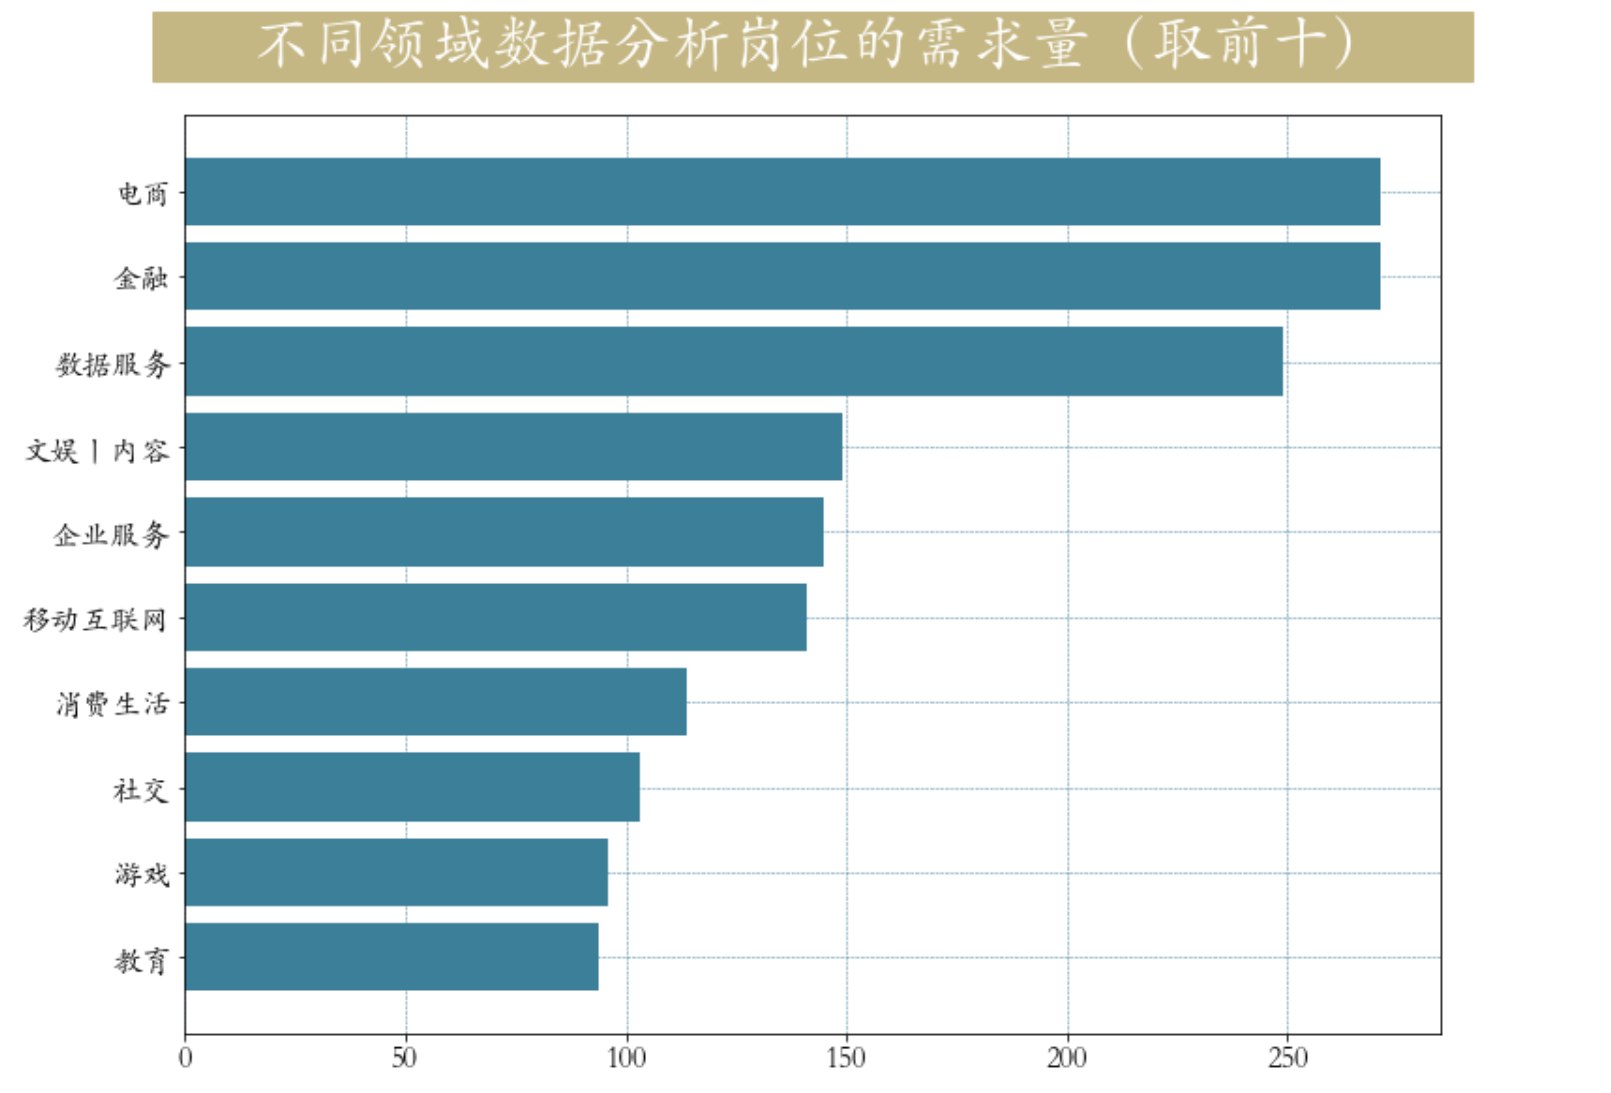 不同领域数据分析岗位的需求量（取前十）
电商
金融
数据服务
文娱丨内容
企业服务
移动互联网
消费生活
社交
游戏
教育
0 50 100 150 200 250